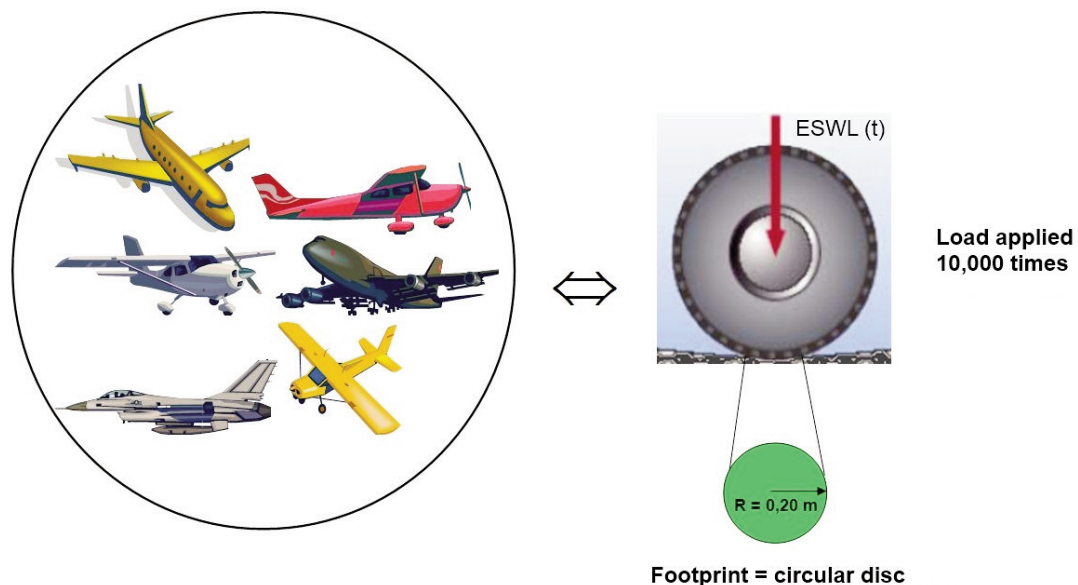 ESWL (t)
Load applied
10,000 times
R = 0,20 m
Footprint = circular disc